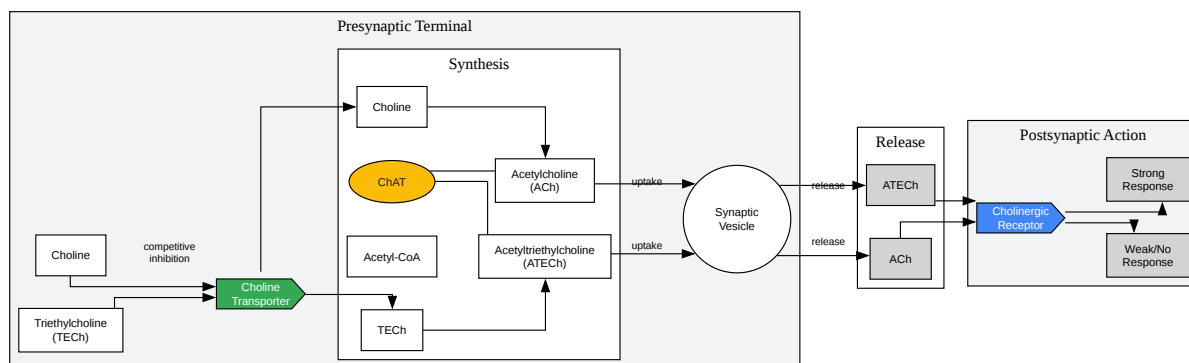 Presynaptic Terminal
Synthesis
Choline
ChAT
Acetylcholine
(ACh)
Acetyl-CoA
Acetyltriethylcholine
(ATECh)
TECh
Choline
competitive
inhibition
Triethylcholine
(TECh)
Choline
Transporter
uptake
uptake
Synaptic
Vesicle
release
release
Release
ATECh
ACh
Postsynaptic Action
Cholinergic
Receptor
Strong
Response
Weak/No
Response